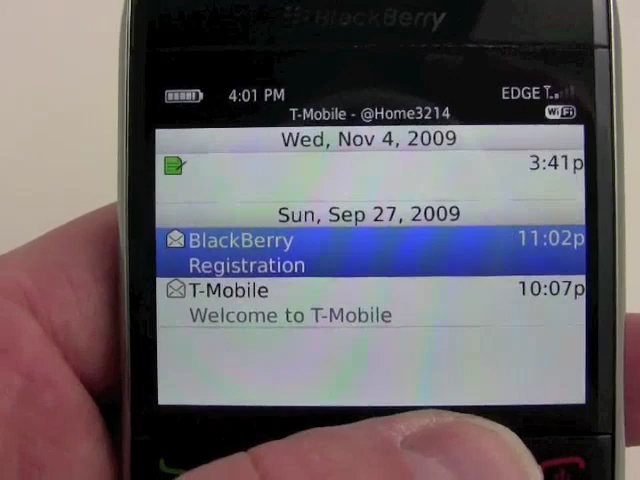 BlackBerry
4:01 PM
EDGE
T-Mobile - @Home3214
WiFi
Wed, Nov 4, 2009
3:41p
Sun, Sep 27, 2009
BlackBerry 11:02p
Registration
T-Mobile 10:07p
Welcome to T-Mobile